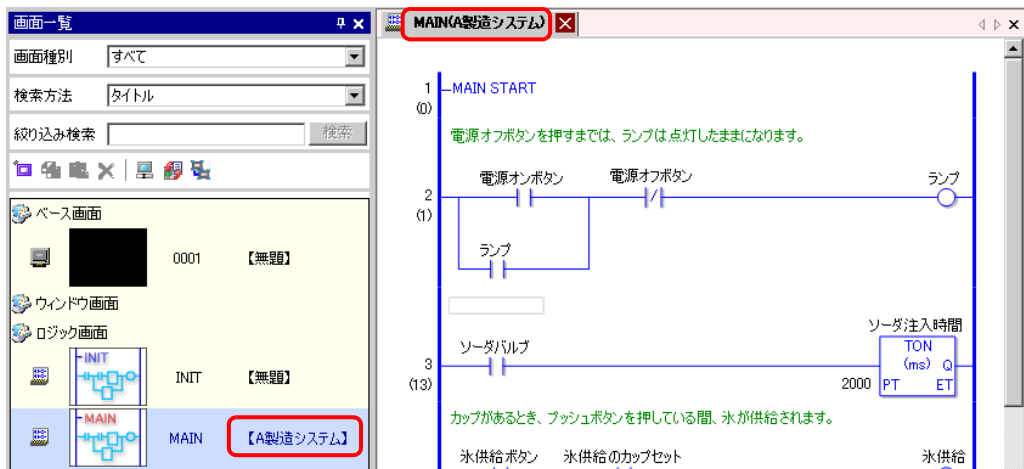 画面一覧
画面種別 すべて
検索方法 タイトル
絞り込み検索 検索
ベース画面
0001 【無題】
ウィンドウ画面
ロジック画面
INIT
INIT 【無題】
MAIN
MAIN 【A製造システム】
MAIN(A製造システム)
1 MAIN START
(0)
電源オフボタンを押すまでは、ランプは点灯したままになります。
電源オンボタン 電源オフボタン ランプ
2
(1)
ランプ
ソーダ注入時間
ソーダバルブ TON
3 (ms) Q
(13) 2000 PT ET
カップがあるとき、プッシュボタンを押している間、氷が供給されます。
氷供給ボタン 氷供給のカップセット 氷供給